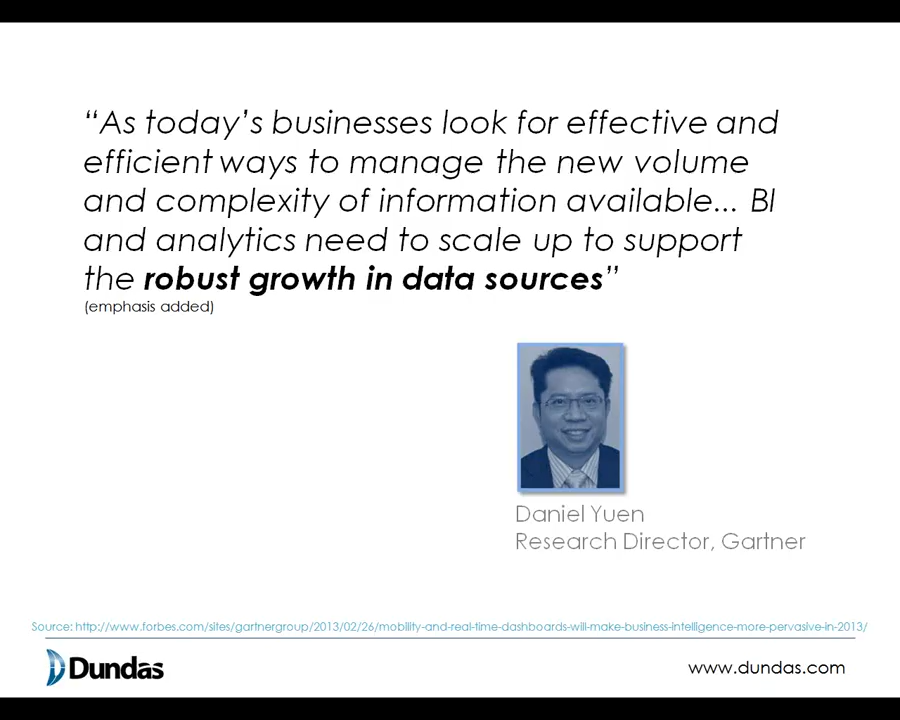 “As today’s businesses look for effective and
efficient ways to manage the new volume
and complexity of information available... BI
and analytics need to scale up to support
the robust growth in data sources”
(emphasis added)
Daniel Yuen
Research Director, Gartner
Source: http://www.forbes.com/sites/gartnergroup/2013/02/26/mobility-and-real-time-dashboards-will-make-business-intelligence-more-pervasive-in-2013/
Dundas
www.dundas.com